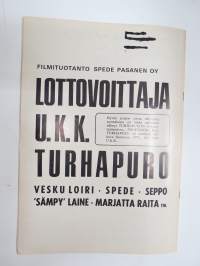 FILMITUOTANTO SPEDE PASANEN OY
LOTTOVOITTAJA
U.K.K.
TURHAPURO
VESKU LOIRI · SPEDE · SEPPO
'SÄMPY' LAINE · MARJATTA RAITA ym.